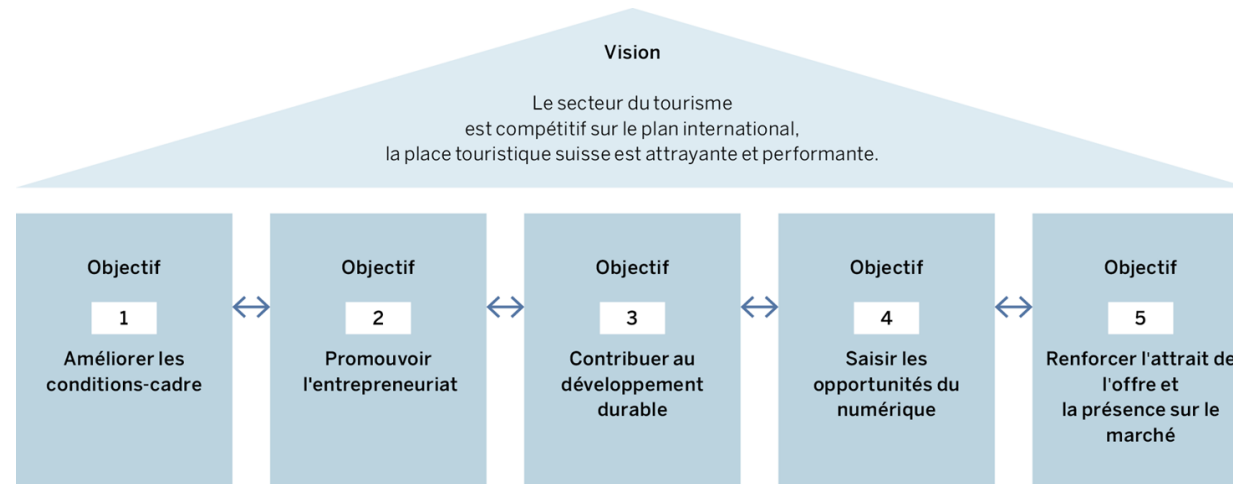 Vision
Le secteur du tourisme
est compétitif sur le plan international,
la place touristique suisse est attrayante et performante.
Objectif
1
Améliorer les
conditions-cadre
Objectif
2
Promouvoir
l'entrepreneuriat
Objectif
3
Contribuer au
développement
durable
Objectif
4
Saisir les
opportunités du
numérique
Objectif
5
Renforcer l'attrait de
l'offre et
la présence sur le
marché